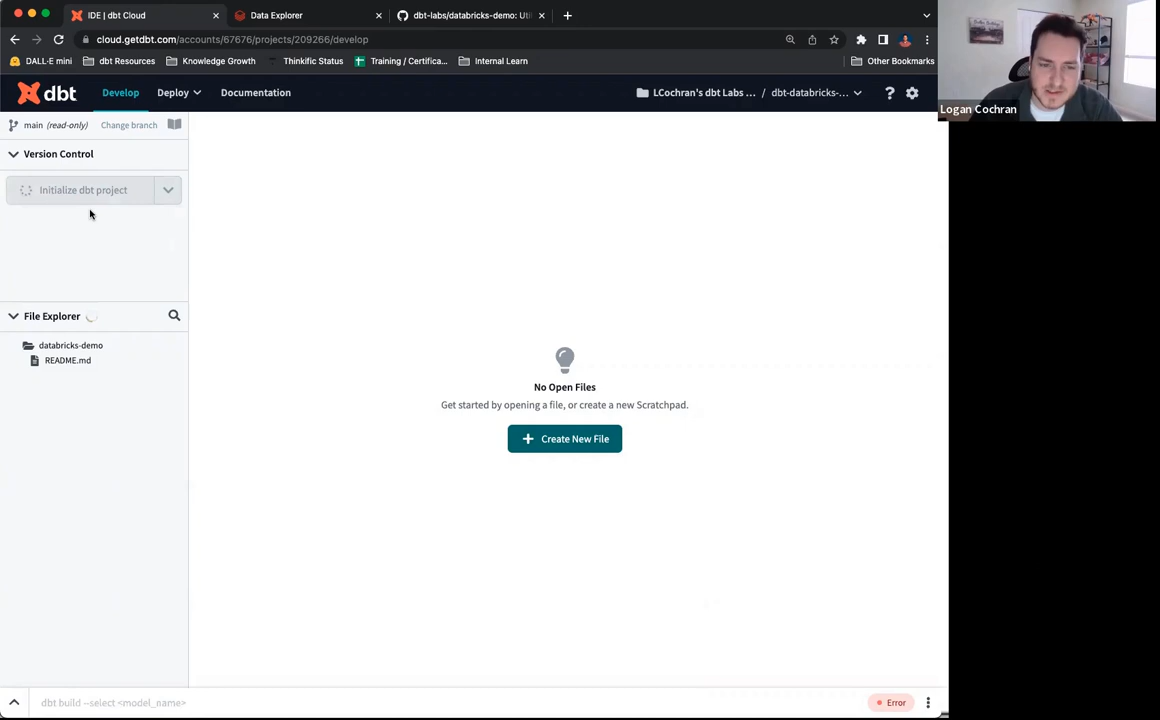 IDE | dbt Cloud
Data Explorer
dbt-labs/databricks-demo: Uti
cloud.getdbt.com/accounts/67676/projects/209266/develop
DALL-E mini
dbt Resources
Knowledge Growth
Thinkific Status
Training / Certifica...
Internal Learn
Other Bookmarks
dbt
Develop
Deploy
Documentation
LCochran's dbt Labs ... / dbt-databricks-...
Logan Cochran
main (read-only)
Change branch
Version Control
Initialize dbt project
File Explorer
databricks-demo
README.md
No Open Files
Get started by opening a file, or create a new Scratchpad.
+ Create New File
dbt build --select <model_name>
Error